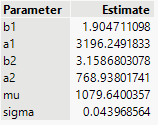 Parameter Estimate
b1 1.904711098
a1 3196.2491833
b2 3.1586803078
a2 768.93801741
mu 1079.6400357
sigma 0.043968564